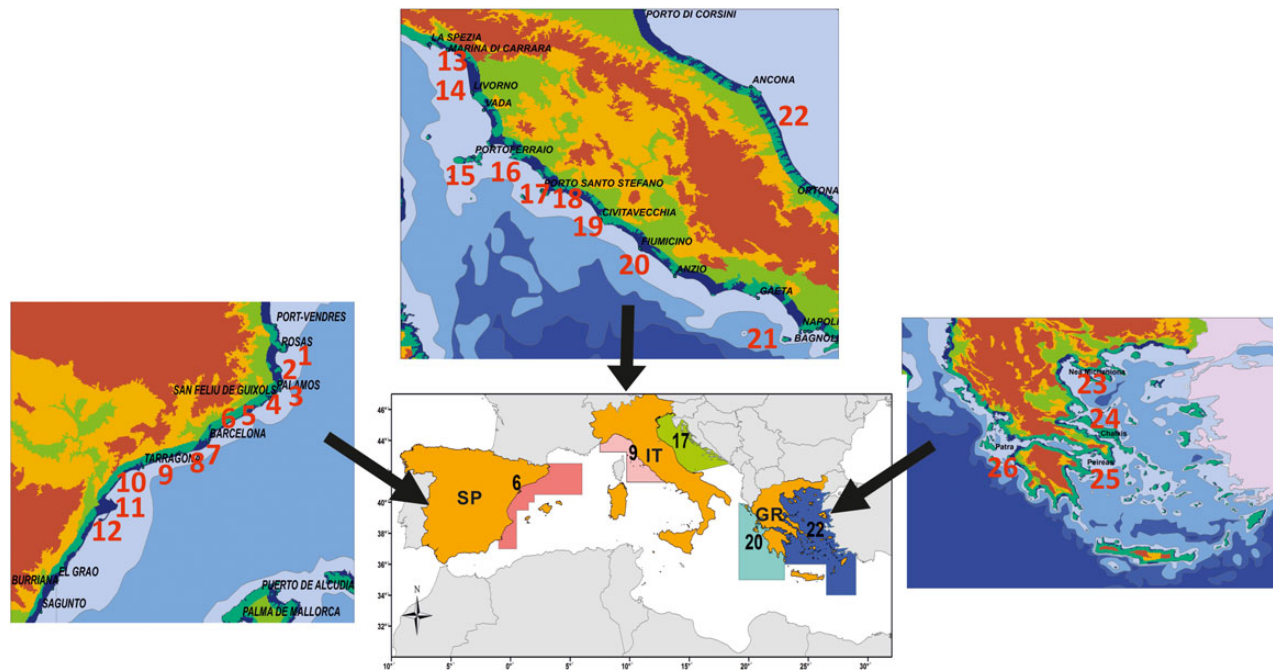 PORTO DI CORSINI
LA SPEZIA
MARINA DI CARRARA
13
14
LIVORNO
VADA
ANCONA
22
PORTOFERRAIO
15
16
17
PORTO SANTO STEFANO
18
ORTONA
CIVITAVECCHIA
19
FIUMICINO
20
ANZIO
GAETA
NAPOLI
21
BAGNOLI
PORT-VENDRES
ROSAS
1
2
SAN FELIU DE GUIXOLS
PALAMOS
3
4
5
6
BARCELONA
7
TARRAGONA
8
9
10
11
12
BURRIANA
EL GRAO
SAGUNTO
PUERTO DE ALCUDIA
PALMA DE MALLORCA
Nea Michaniona
23
24
Chalkis
Patra
Peireas
26
25
46°
44°
42°
40°
38°
36°
34°
32°
17
9
IT
6
SP
GR
20
22
N
10°
5°
0°
5°
10°
15°
20°
25°
30°